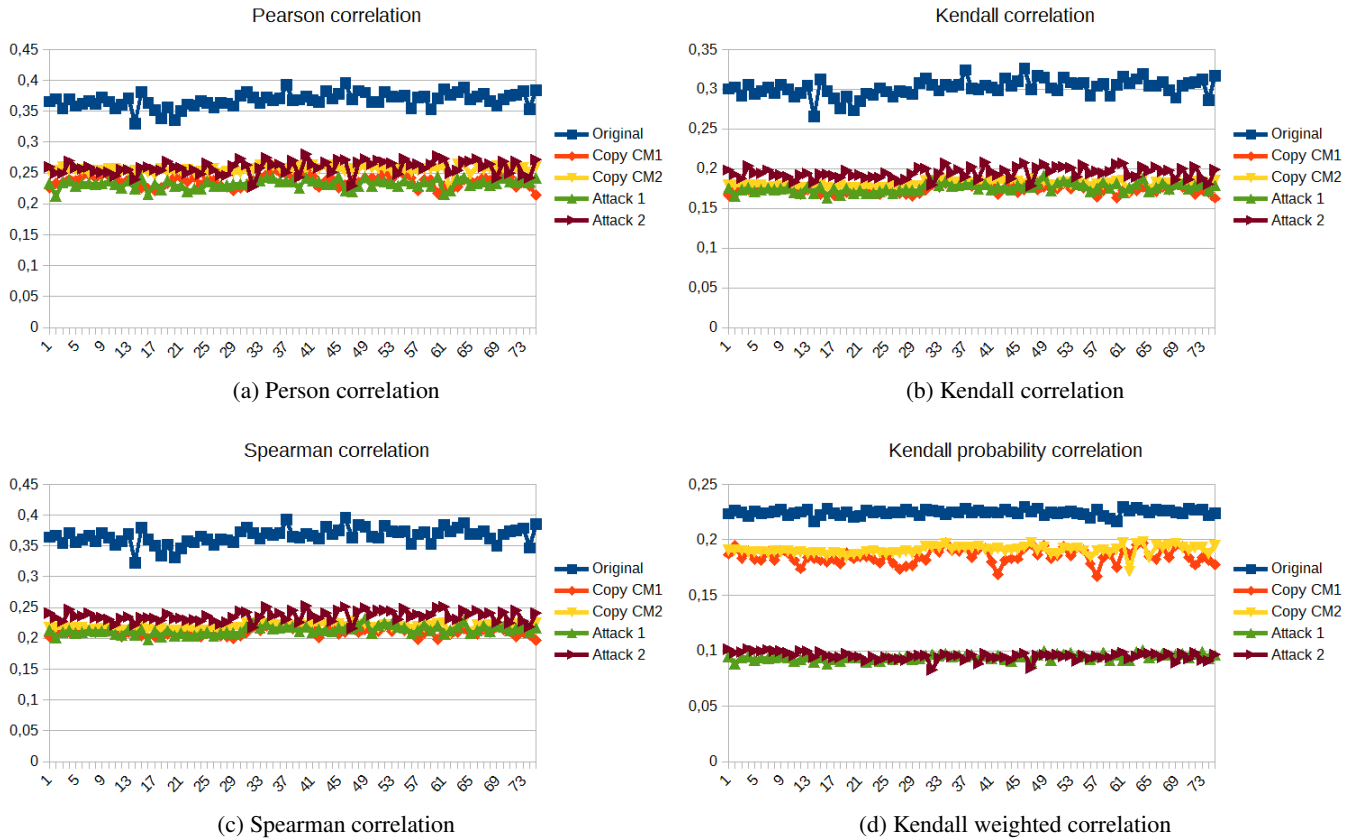 Pearson correlation
0,45
0,4
0,35
0,3
0,25
0,2
0,15
0,1
0,05
0
1 5 9 13 17 21 25 29 33 37 41 45 49 53 57 61 65 69 73
Original
Copy CM1
Copy CM2
Attack 1
Attack 2
(a) Person correlation
Kendall correlation
0,35
0,3
0,25
0,2
0,15
0,1
0,05
0
1 5 9 13 17 21 25 29 33 37 41 45 49 53 57 61 65 69 73
Original
Copy CM1
Copy CM2
Attack 1
Attack 2
(b) Kendall correlation
Spearman correlation
0,45
0,4
0,35
0,3
0,25
0,2
0,15
0,1
0,05
0
1 5 9 13 17 21 25 29 33 37 41 45 49 53 57 61 65 69 73
Original
Copy CM1
Copy CM2
Attack 1
Attack 2
(c) Spearman correlation
Kendall probability correlation
0,25
0,2
0,15
0,1
0,05
0
1 5 9 13 17 21 25 29 33 37 41 45 49 53 57 61 65 69 73
Original
Copy CM1
Copy CM2
Attack 1
Attack 2
(d) Kendall weighted correlation